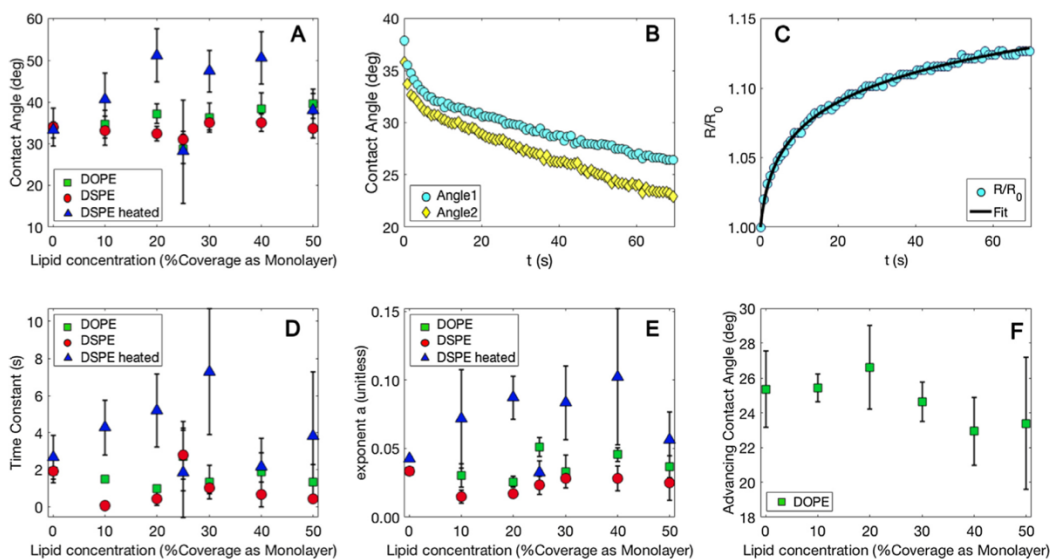 A
Contact Angle (deg)
60
50
40
30
20
10
DOPE
DSPE
DSPE heated
0 10 20 30 40 50
Lipid concentration (%Coverage as Monolayer)
B
Contact Angle (deg)
40
35
30
25
20
Angle1
Angle2
0 20 40 60
t (s)
C
R/R0
1.15
1.10
1.05
1.00
R/R0
Fit
0 20 40 60
t (s)
D
Time Constant (s)
10
8
6
4
2
0
DOPE
DSPE
DSPE heated
0 10 20 30 40 50
Lipid concentration (%Coverage as Monolayer)
E
exponent a (unitless)
0.15
0.10
0.05
0.00
DOPE
DSPE
DSPE heated
0 10 20 30 40 50
Lipid concentration (%Coverage as Monolayer)
F
Advancing Contact Angle (deg)
30
28
26
24
22
20
18
DOPE
0 10 20 30 40 50
Lipid concentration (%Coverage as Monolayer)